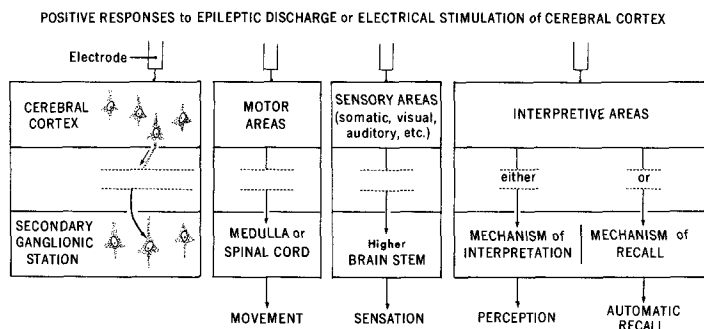 POSITIVE RESPONSES to EPILEPTIC DISCHARGE or ELECTRICAL STIMULATION of CEREBRAL CORTEX
Electrode
CEREBRAL
CORTEX
MOTOR
AREAS
SENSORY AREAS
(somatic, visual,
auditory, etc.)
INTERPRETIVE AREAS
either
or
SECONDARY
GANGLIONIC
STATION
MEDULLA or
SPINAL CORD
Higher
BRAIN STEM
MECHANISM of
INTERPRETATION
MECHANISM of
RECALL
MOVEMENT
SENSATION
PERCEPTION
AUTOMATIC
RECALL